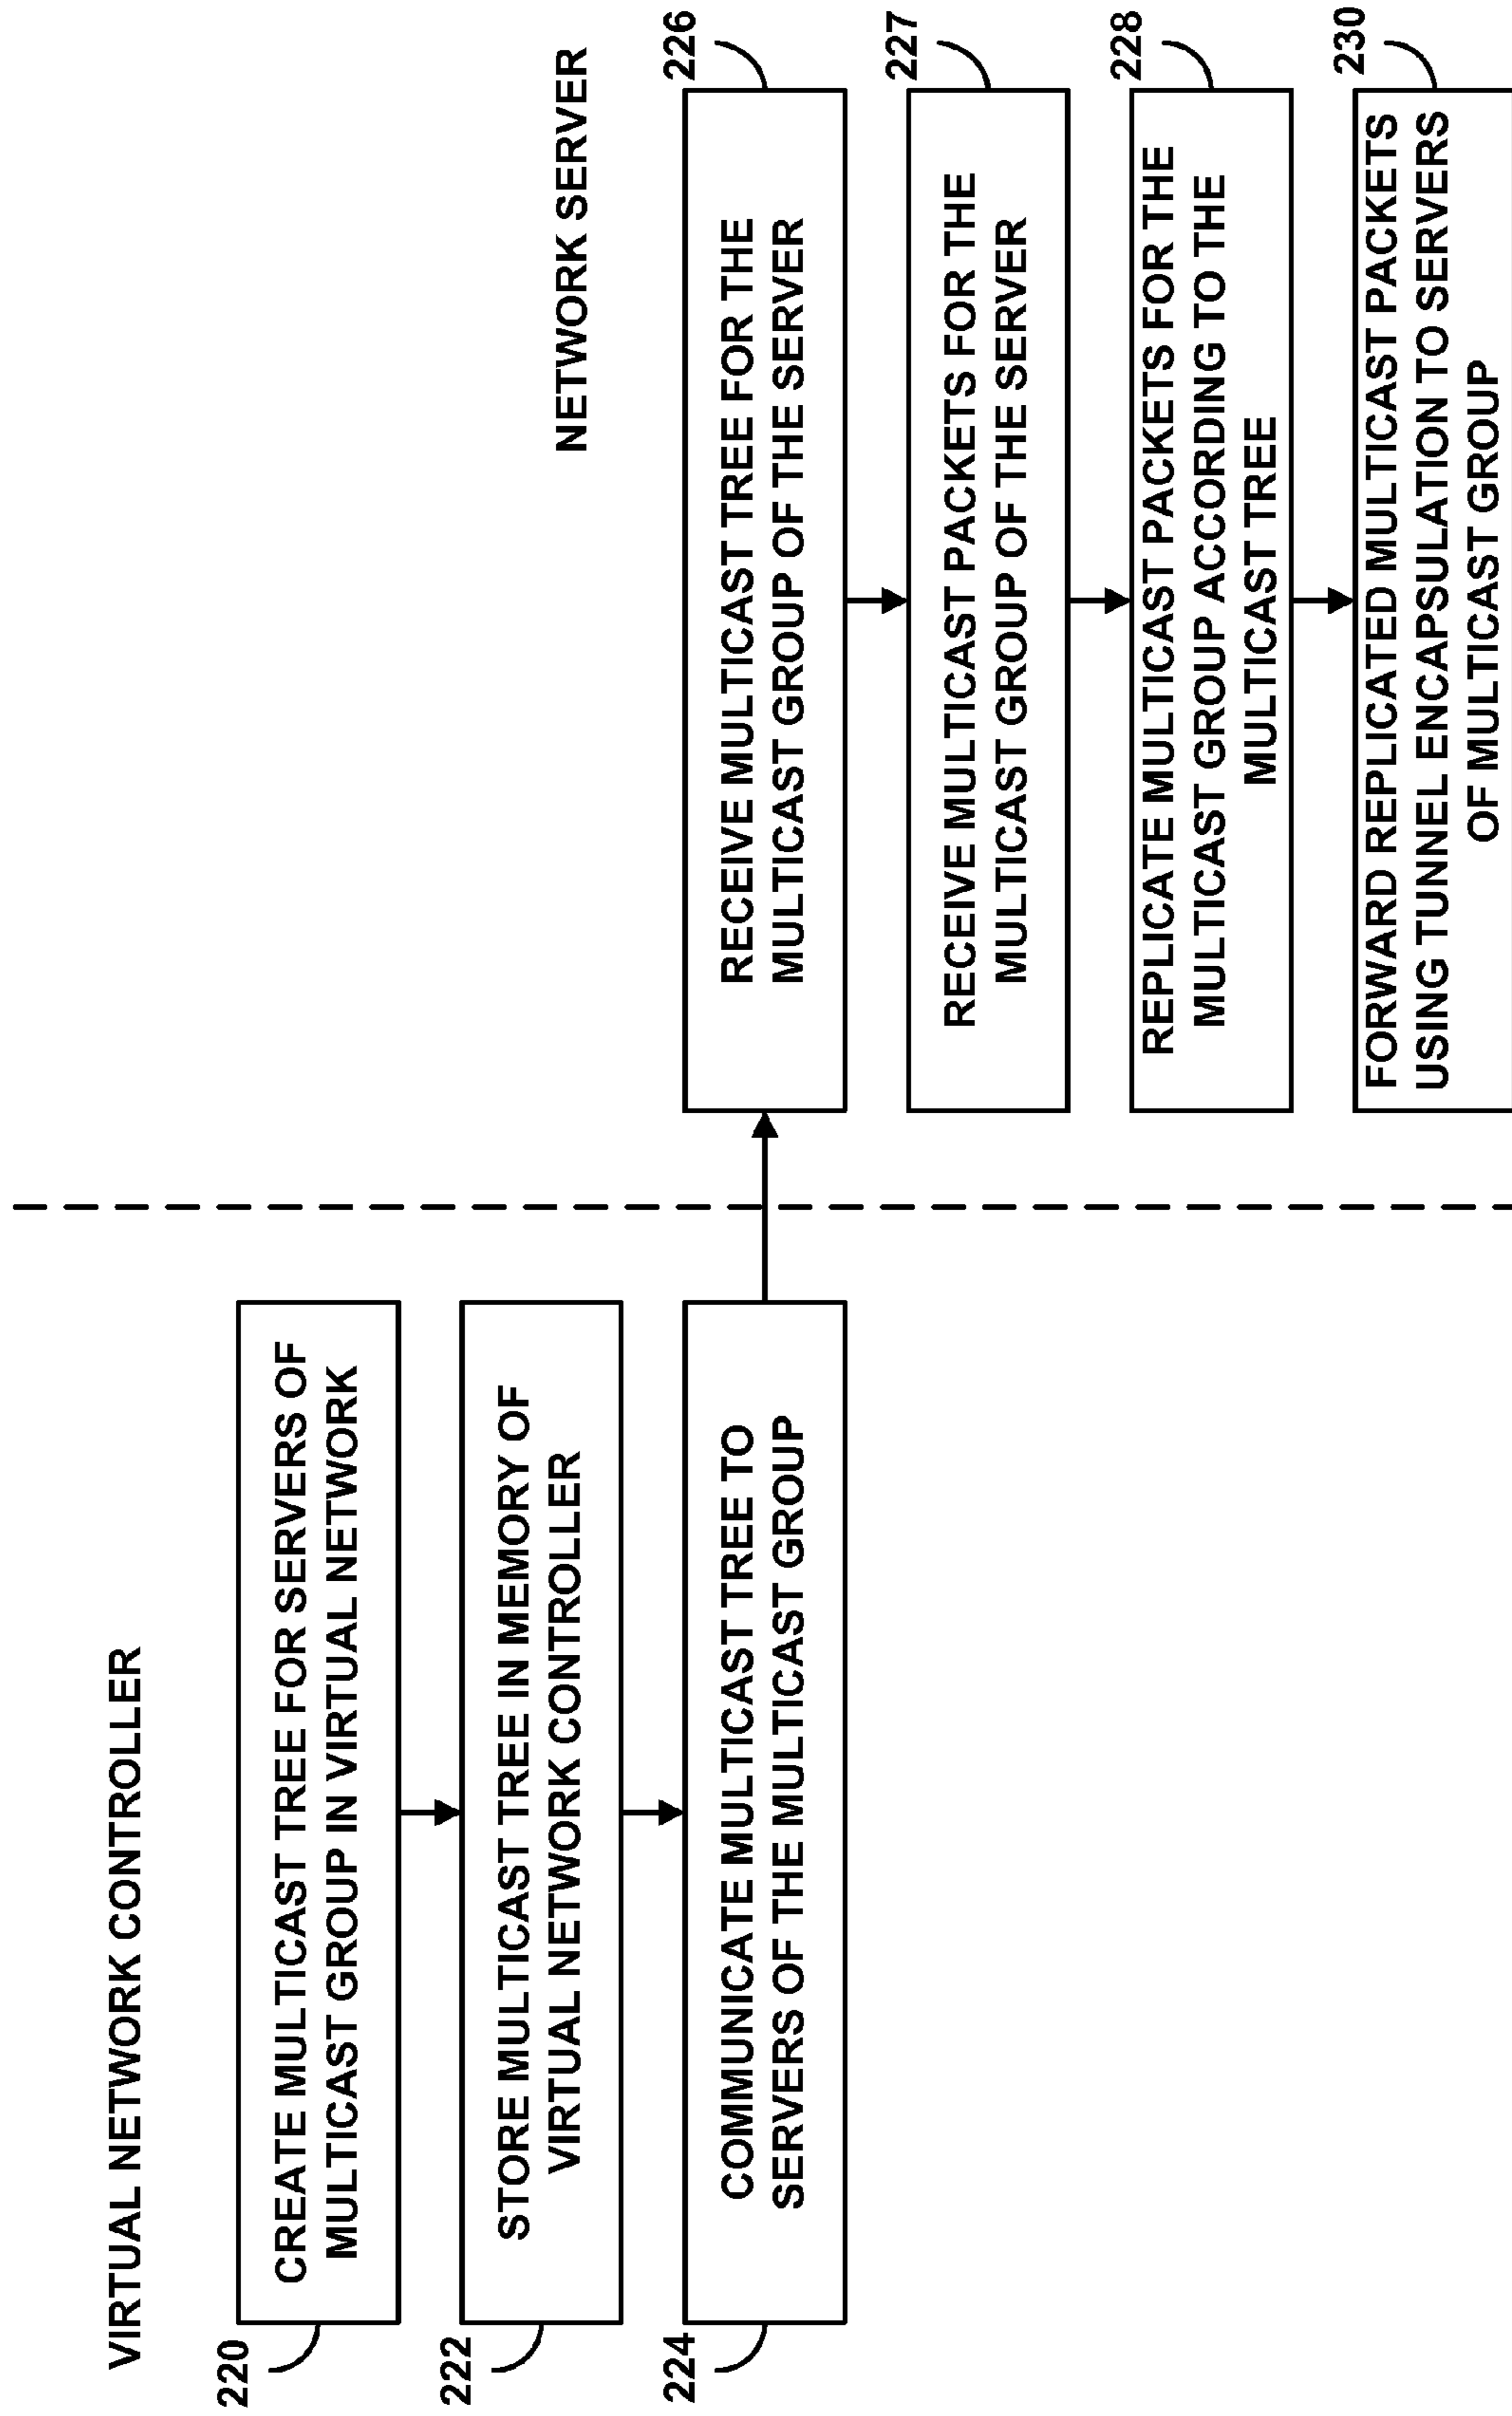 VIRTUAL NETWORK CONTROLLER
220
CREATE MULTICAST TREE FOR SERVERS OF
MULTICAST GROUP IN VIRTUAL NETWORK
222
STORE MULTICAST TREE IN MEMORY OF
VIRTUAL NETWORK CONTROLLER
224
COMMUNICATE MULTICAST TREE TO
SERVERS OF THE MULTICAST GROUP
NETWORK SERVER
226
RECEIVE MULTICAST TREE FOR THE
MULTICAST GROUP OF THE SERVER
227
RECEIVE MULTICAST PACKETS FOR THE
MULTICAST GROUP OF THE SERVER
228
REPLICATE MULTICAST PACKETS FOR THE
MULTICAST GROUP ACCORDING TO THE
MULTICAST TREE
230
FORWARD REPLICATED MULTICAST PACKETS
USING TUNNEL ENCAPSULATION TO SERVERS
OF MULTICAST GROUP